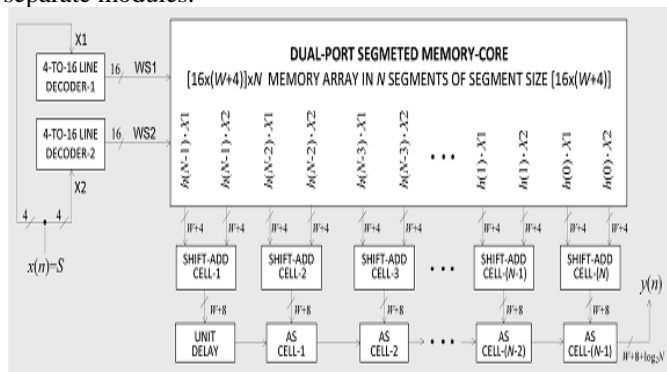 separate modules.
X1
4-TO-16 LINE
DECODER-1
16
WS1
4-TO-16 LINE
DECODER-2
16
WS2
X2
4
4
x(n)=S
DUAL-PORT SEGMETED MEMORY-CORE
[16x(W+4)]xN MEMORY ARRAY IN N SEGMENTS OF SEGMENT SIZE [16x(W+4)]
h(N-1)·X1
h(N-1)·X2
h(N-2)·X1
h(N-2)·X2
h(N-3)·X1
h(N-3)·X2
• • •
h(1)·X1
h(1)·X2
h(0)·X1
h(0)·X2
W+4
W+4
W+4
W+4
W+4
W+4
W+4
W+4
W+4
W+4
SHIFT-ADD
CELL-1
SHIFT-ADD
CELL-2
SHIFT-ADD
CELL-3
• • •
SHIFT-ADD
CELL-(N-1)
SHIFT-ADD
CELL-(N)
W+8
W+8
W+8
W+8
W+8
y(n)
UNIT
DELAY
AS
CELL-1
AS
CELL-2
• • •
AS
CELL-(N-2)
AS
CELL-(N-1)
W+8+log₂N